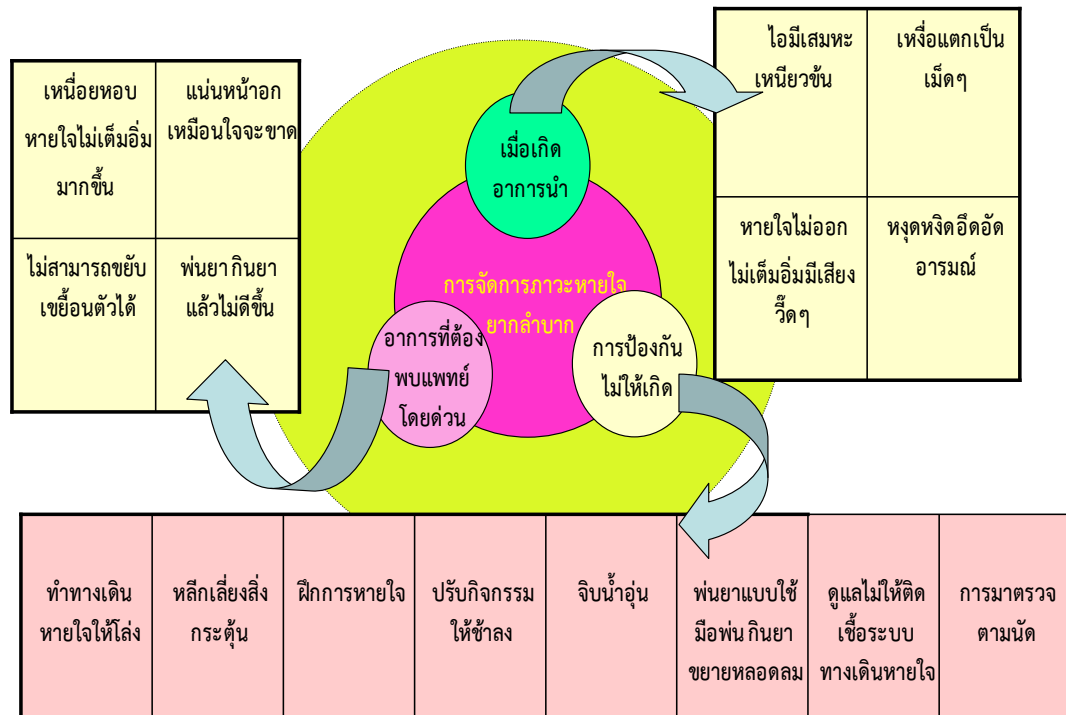 เหนื่อยหอบ
หายใจไม่เต็มอิ่ม
มากขึ้น
แน่นหน้าอก
เหมือนใจจะขาด
ไม่สามารถขยับ
เขยื้อนตัวได้
พ่นยา กินยา
แล้วไม่ดีขึ้น
เมื่อเกิด
อาการนำ
การจัดการภาวะหายใจ
ยากลำบาก
อาการที่ต้อง
พบแพทย์
โดยด่วน
การป้องกัน
ไม่ให้เกิด
ไอมีเสมหะ
เหนียวข้น
เหงื่อแตกเป็น
เม็ดๆ
หายใจไม่ออก
ไม่เต็มอิ่มมีเสียง
วี๊ดๆ
หงุดหงิดอึดอัด
อารมณ์
ทำทางเดิน
หายใจให้โล่ง
หลีกเลี่ยงสิ่ง
กระตุ้น
ฝึกการหายใจ
ปรับกิจกรรม
ให้ช้าลง
จิบน้ำอุ่น
พ่นยาแบบใช้
มือพ่น กินยา
ขยายหลอดลม
ดูแลไม่ให้ติด
เชื้อระบบ
ทางเดินหายใจ
การมาตรวจ
ตามนัด